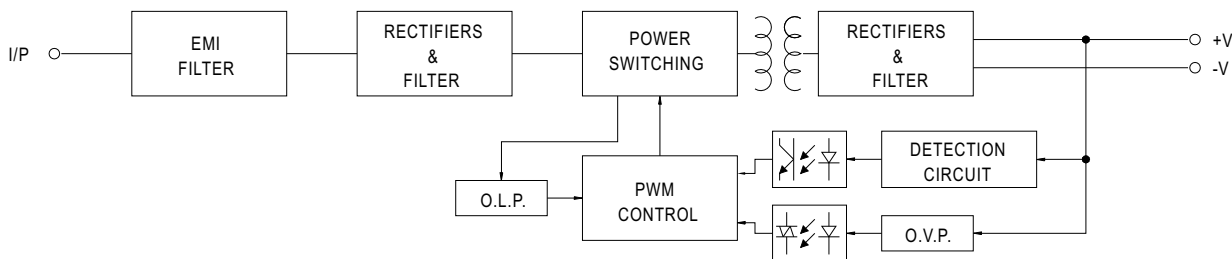 I/P
EMI
FILTER
RECTIFIERS
&
FILTER
POWER
SWITCHING
RECTIFIERS
&
FILTER
+V
-V
O.L.P.
PWM
CONTROL
DETECTION
CIRCUIT
O.V.P.